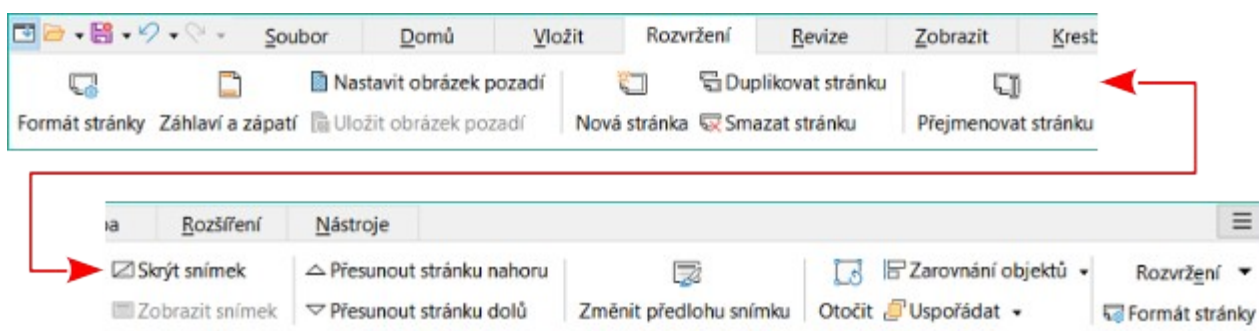 Soubor Domů Vložit Rozvržení Revize Zobrazit Kresb
Nastavit obrázek pozadí Duplikovat stránku
Formát stránky Záhlaví a zápatí Uložit obrázek pozadí Nová stránka Smazat stránku Přejmenovat stránku
ba Rozšíření Nástroje
Skrýt snímek Přesunout stránku nahoru Zarovnání objektů Rozvržení
Zobrazit snímek Přesunout stránku dolů Změnit předlohu snímku Otočit Uspořádat Formát stránky